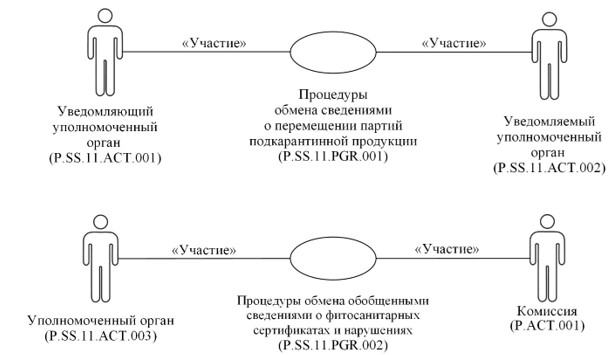 «Участие»
«Участие»
Уведомляющий
уполномоченный
орган
(P.SS.11.ACT.001)
Процедуры
обмена сведениями
о перемещении партий
подкарантинной продукции
(P.SS.11.PGR.001)
Уведомляемый
уполномоченный
орган
(P.SS.11.ACT.002)
«Участие»
«Участие»
Уполномоченный орган
(P.SS.11.ACT.003)
Процедуры обмена обобщенными
сведениями о фитосанитарных
сертификатах и нарушениях
(P.SS.11.PGR.002)
Комиссия
(P.ACT.001)